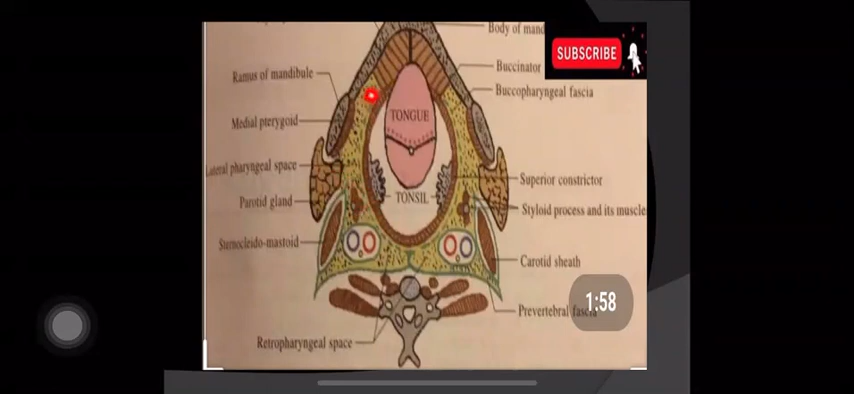 Body of mand
SUBSCRIBE
Ramus of mandibule
Buccinator
Buccopharyngeal fascia
TONGUE
Medial pterygoid
Lateral pharyngeal space
Superior constrictor
Parotid gland
TONSIL
Styloid process and its muscle
Sternocleido-mastoid
Carotid sheath
1:58
Prevertebral fascia
Retropharyngeal space